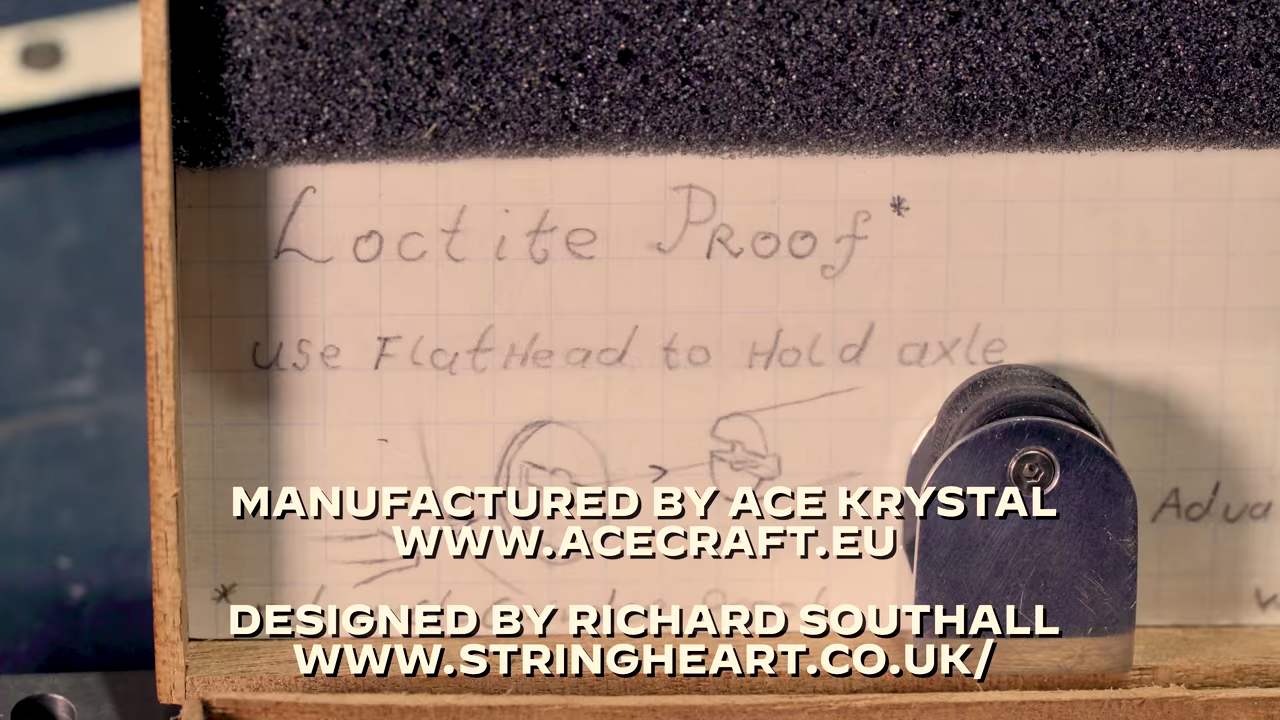 Loctite Proof*
use FlatHead to Hold axle
Adva
MANUFACTURED BY ACE KRYSTAL
WWW.ACECRAFT.EU
*
DESIGNED BY RICHARD SOUTHALL
WWW.STRINGHEART.CO.UK/